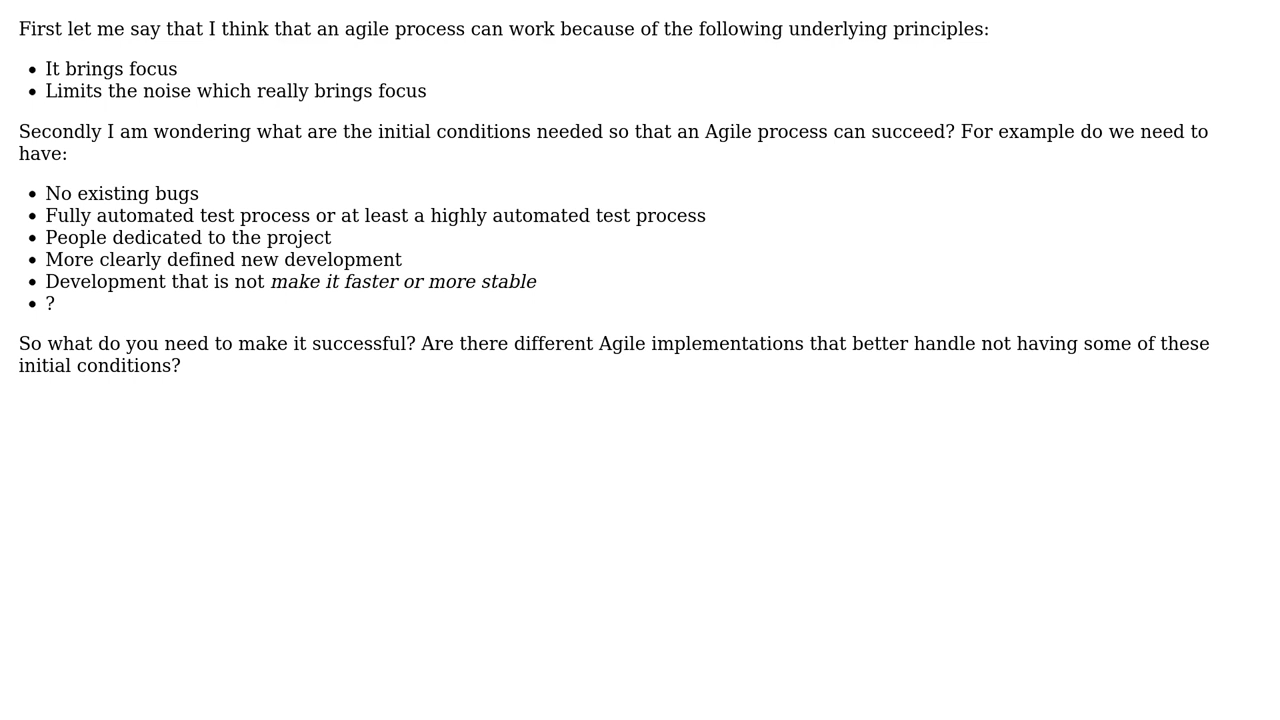 First let me say that I think that an agile process can work because of the following underlying principles:
• It brings focus
• Limits the noise which really brings focus
Secondly I am wondering what are the initial conditions needed so that an Agile process can succeed? For example do we need to
have:
• No existing bugs
• Fully automated test process or at least a highly automated test process
• People dedicated to the project
• More clearly defined new development
• Development that is not make it faster or more stable
• ?
So what do you need to make it successful? Are there different Agile implementations that better handle not having some of these
initial conditions?